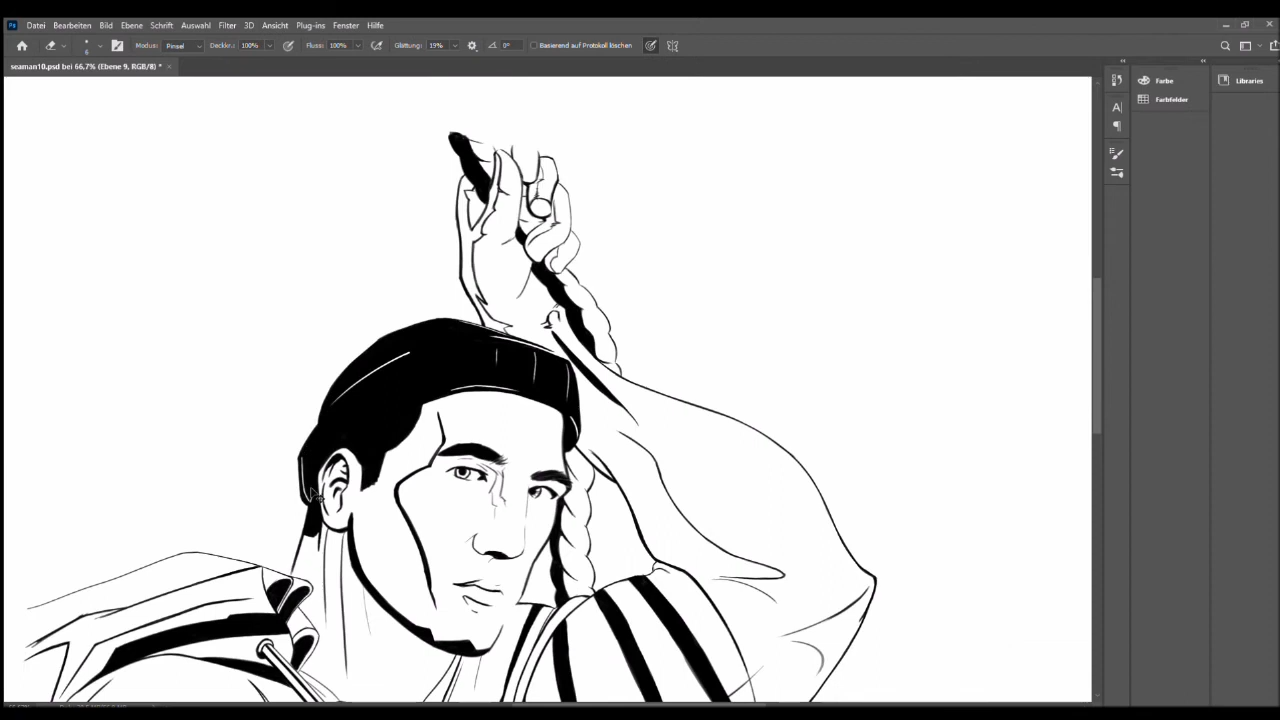 Ps Datei Bearbeiten Bild Ebene Schrift Auswahl Filter 3D Ansicht Plug-ins Fenster Hilfe
6 Modus: Pinsel Deckkr.: 100% Fluss: 100% Glättung: 19% 0° Basierend auf Protokoll löschen
seaman10.psd bei 66,7% (Ebene 9, RGB/8) * ×
Farbe
Libraries
Farbfelder